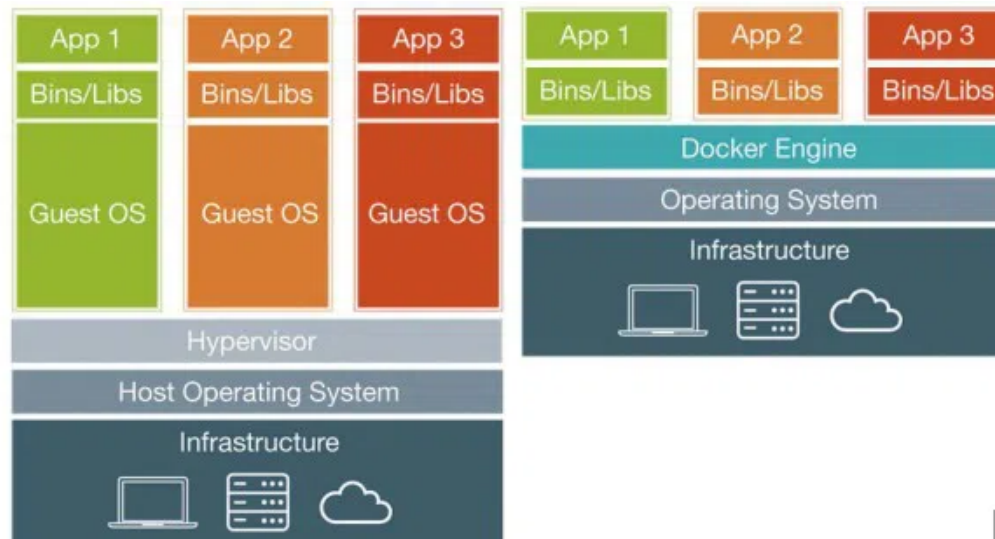 App 1
App 2
App 3
Bins/Libs
Bins/Libs
Bins/Libs
Guest OS
Guest OS
Guest OS
Hypervisor
Host Operating System
Infrastructure
App 1
App 2
App 3
Bins/Libs
Bins/Libs
Bins/Libs
Docker Engine
Operating System
Infrastructure